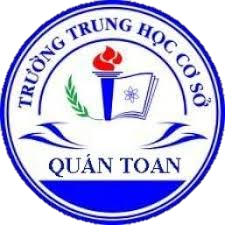 TRƯỜNG TRUNG HỌC CƠ SỞ
QUÁN TOAN